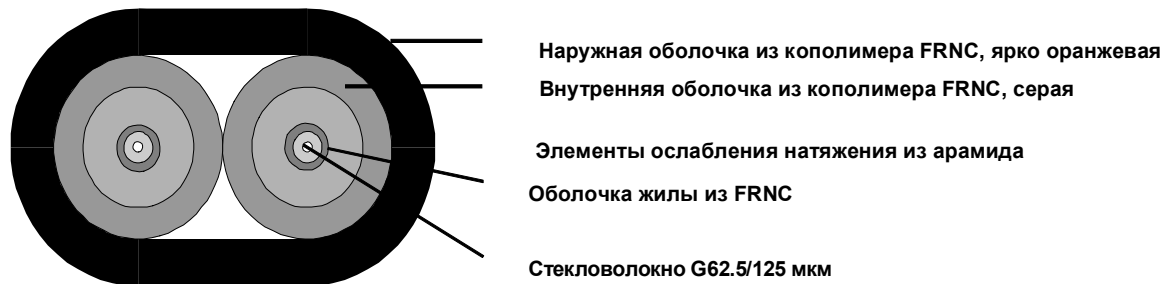 Наружная оболочка из кополимера FRNC, ярко оранжевая
Внутренняя оболочка из кополимера FRNC, серая
Элементы ослабления натяжения из арамида
Оболочка жилы из FRNC
Стекловолокно G62.5/125 мкм